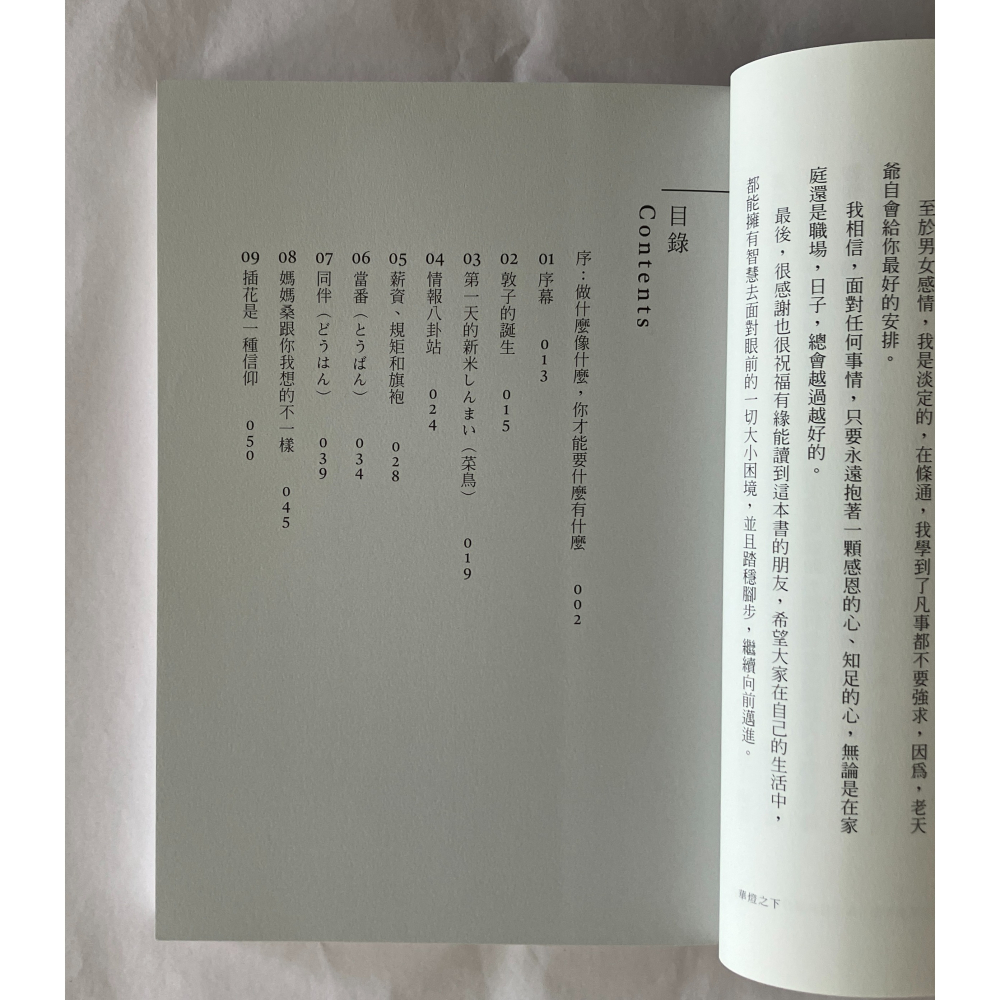 至於男女感情，我是淡定的，在條通，我學到了凡事都不要強求，因爲，老天
爺自會給你最好的安排。
我相信，面對任何事情，只要永遠抱著一顆感恩的心、知足的心，無論是在家
庭還是職場，日子，總會越過越好的。
最後，很感謝也很祝福有緣能讀到這本書的朋友，希望大家在自己的生活中，
都能擁有智慧去面對眼前的一切大小困境，並且踏穩腳步，繼續向前邁進。
華燈之下
目錄
Contents
序：做什麼像什麼，你才能要什麼有什麼 002
01 序幕 013
02 敦子的誕生 015
03 第一天的新米しんまい（菜鳥） 019
04 情報八卦站 024
05 薪資、規矩和旗袍 028
06 當番（とうばん） 034
07 同伴（どうはん） 039
08 媽媽桑跟你我想的不一樣 045
09 插花是一種信仰 050